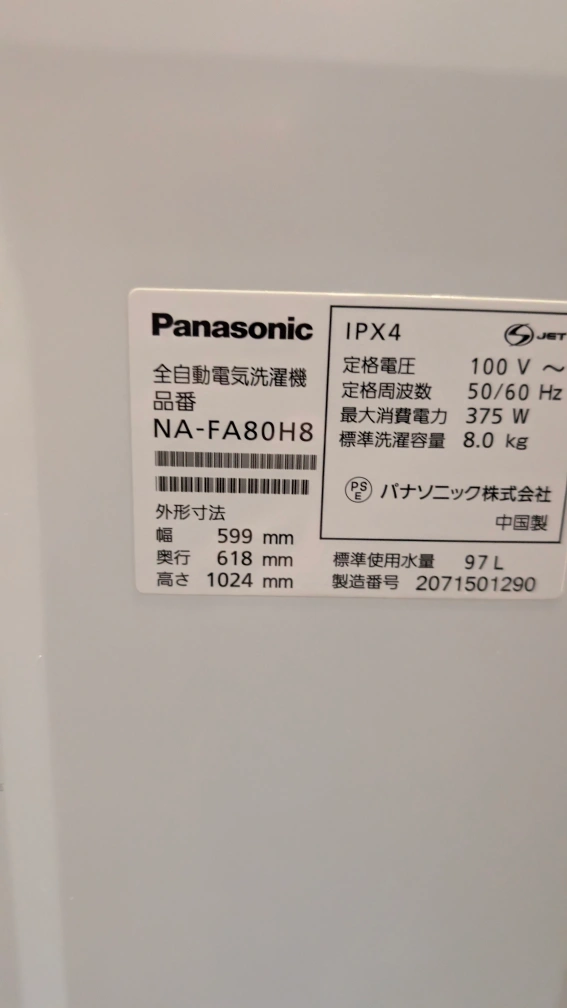 Panasonic
全自動電気洗濯機
品番
NA-FA80H8
外形寸法
幅 599 mm
奥行 618 mm
高さ 1024 mm
IPX4
JET
定格電圧 100 V ～
定格周波数 50/60 Hz
最大消費電力 375 W
標準洗濯容量 8.0 kg
PS
E
パナソニック株式会社
中国製
標準使用水量 97 L
製造番号 2071501290